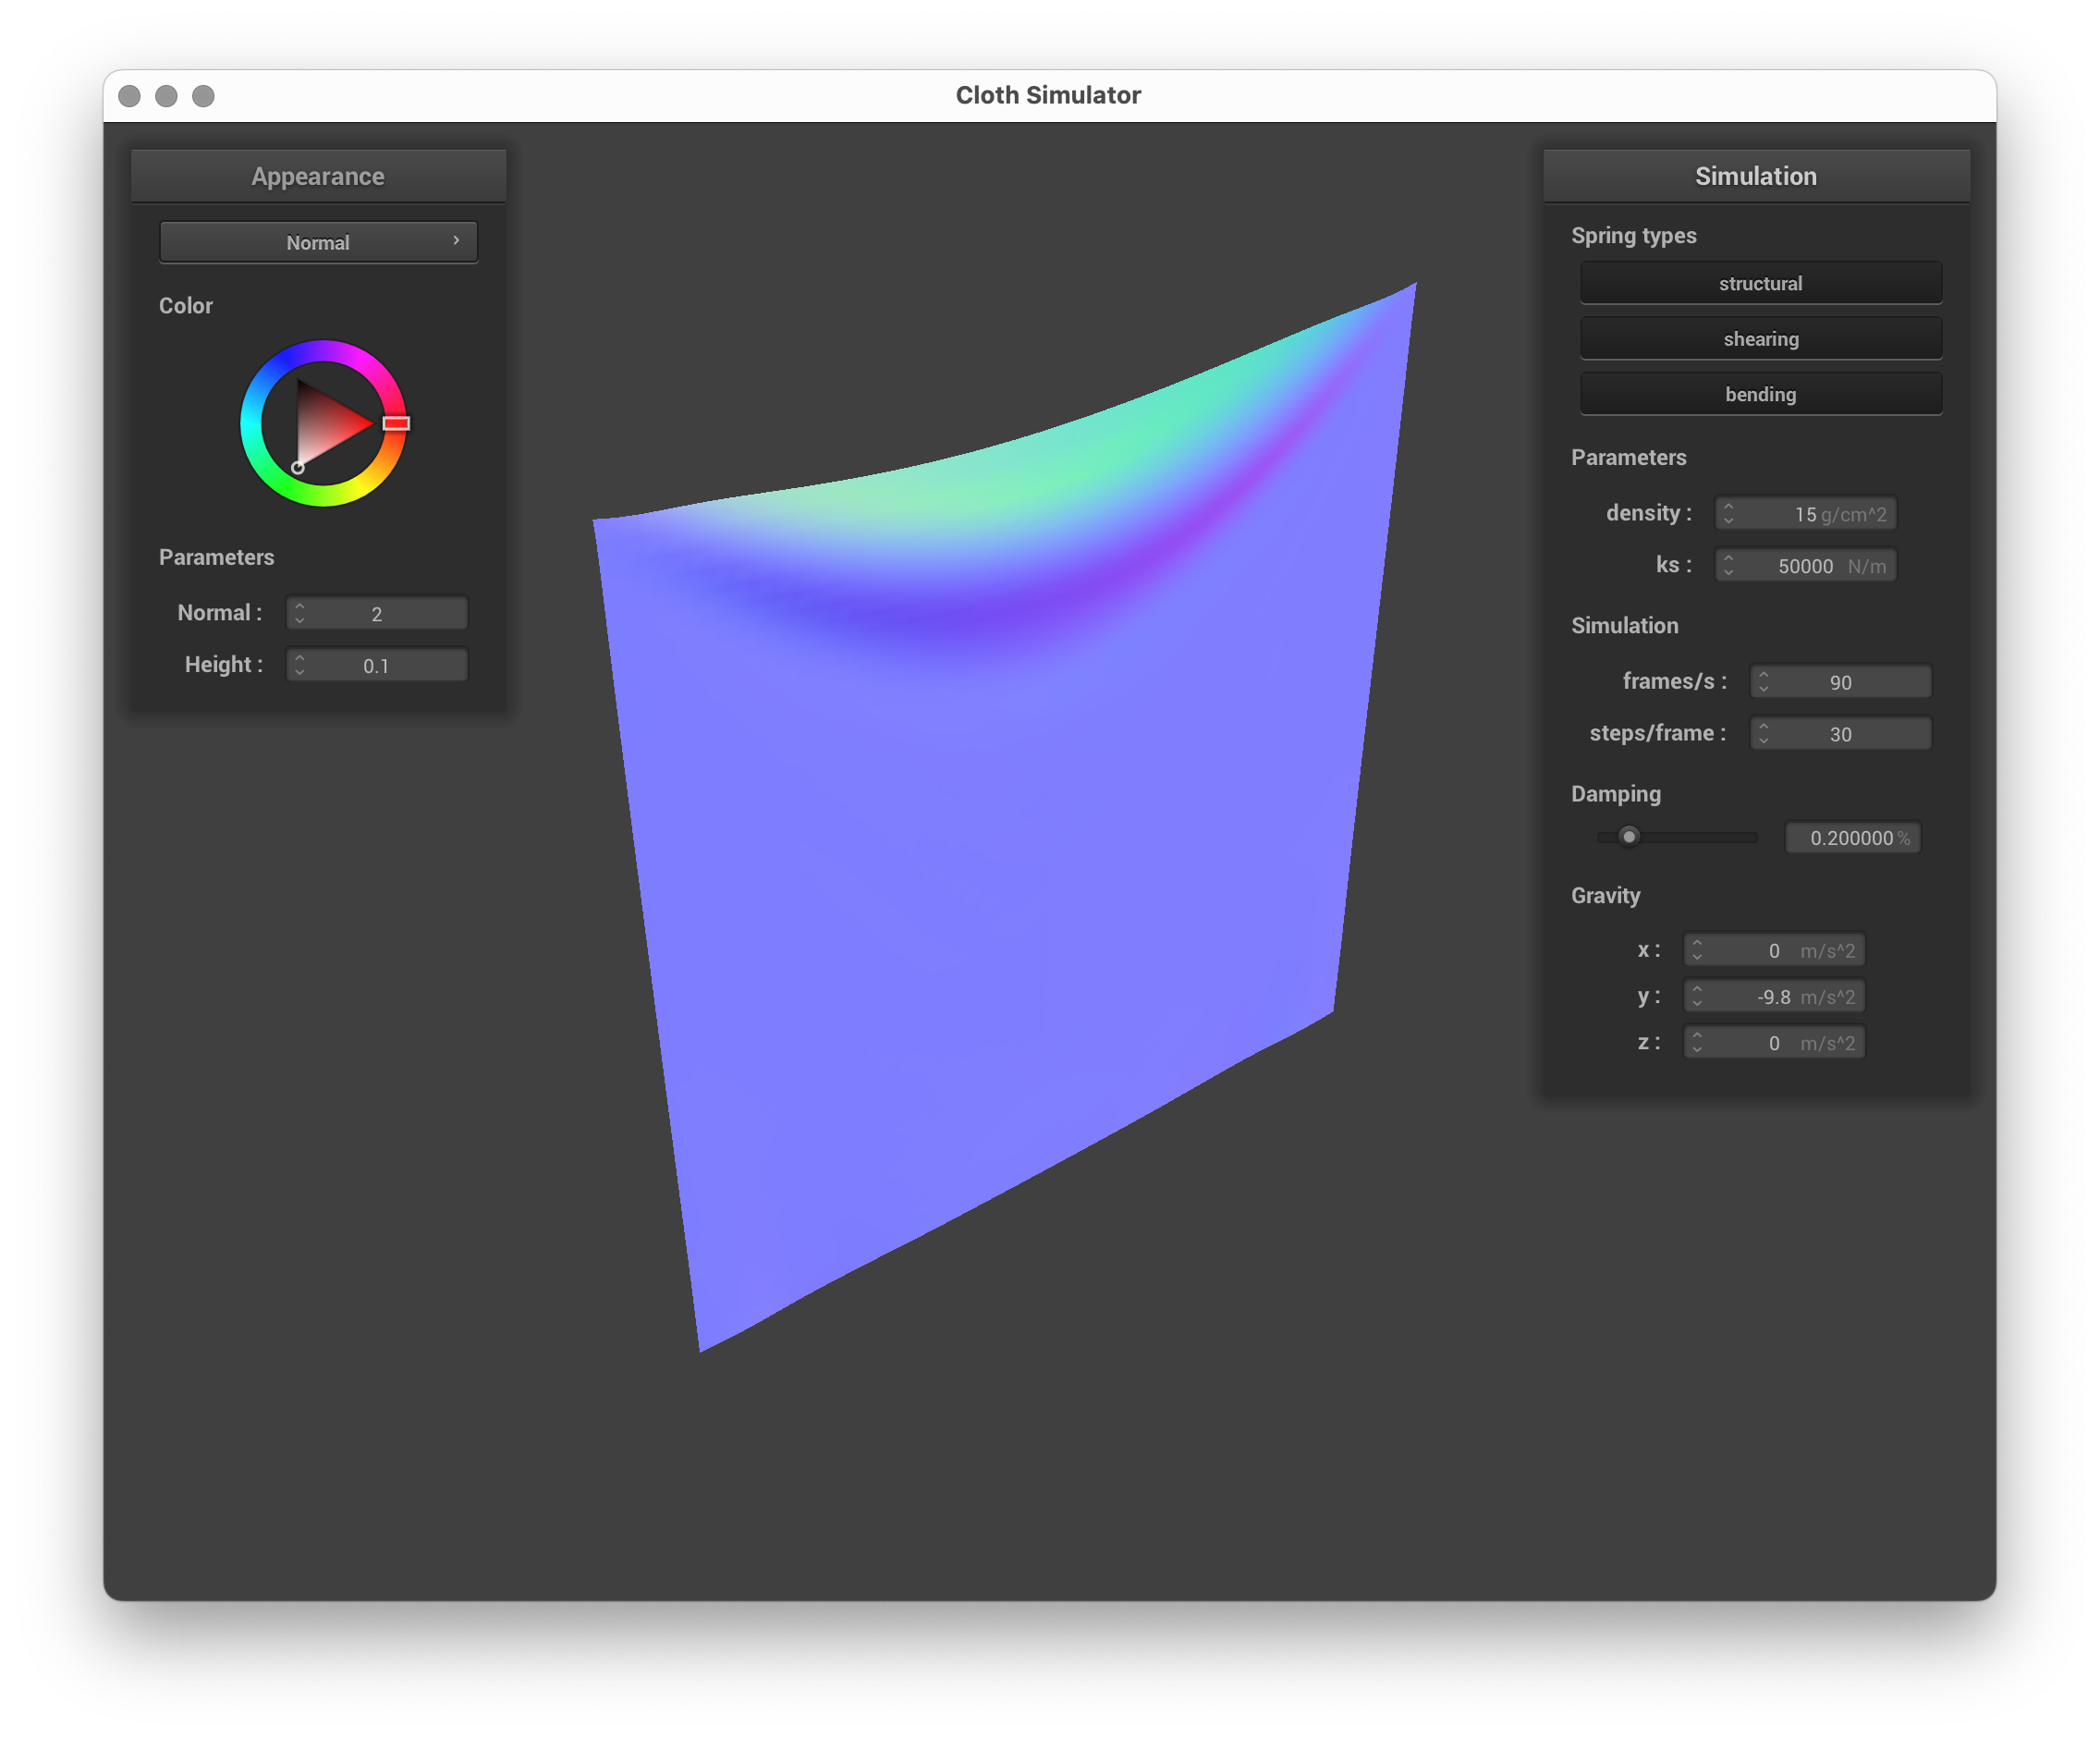 Cloth Simulator
Appearance
Normal
Color
Parameters
Normal : 2
Height : 0.1
Simulation
Spring types
structural
shearing
bending
Parameters
density : 15 g/cm^2
ks : 50000 N/m
Simulation
frames/s : 90
steps/frame : 30
Damping
0.200000 %
Gravity
x : 0 m/s^2
y : -9.8 m/s^2
z : 0 m/s^2